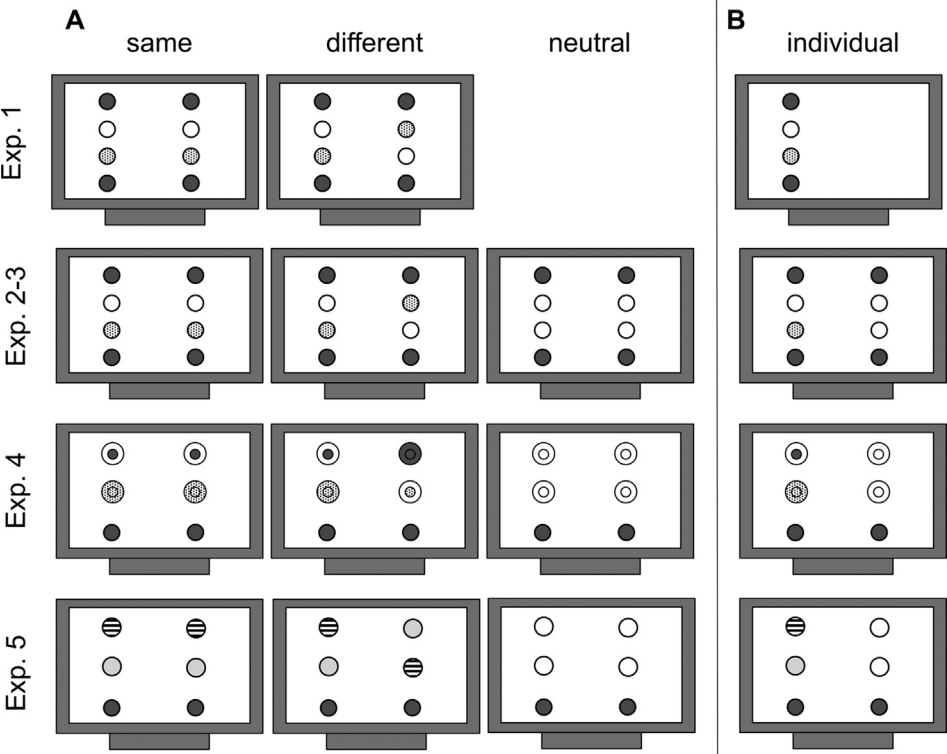 A
B
same
different
neutral
individual
Exp. 1
Exp. 2-3
Exp. 4
Exp. 5